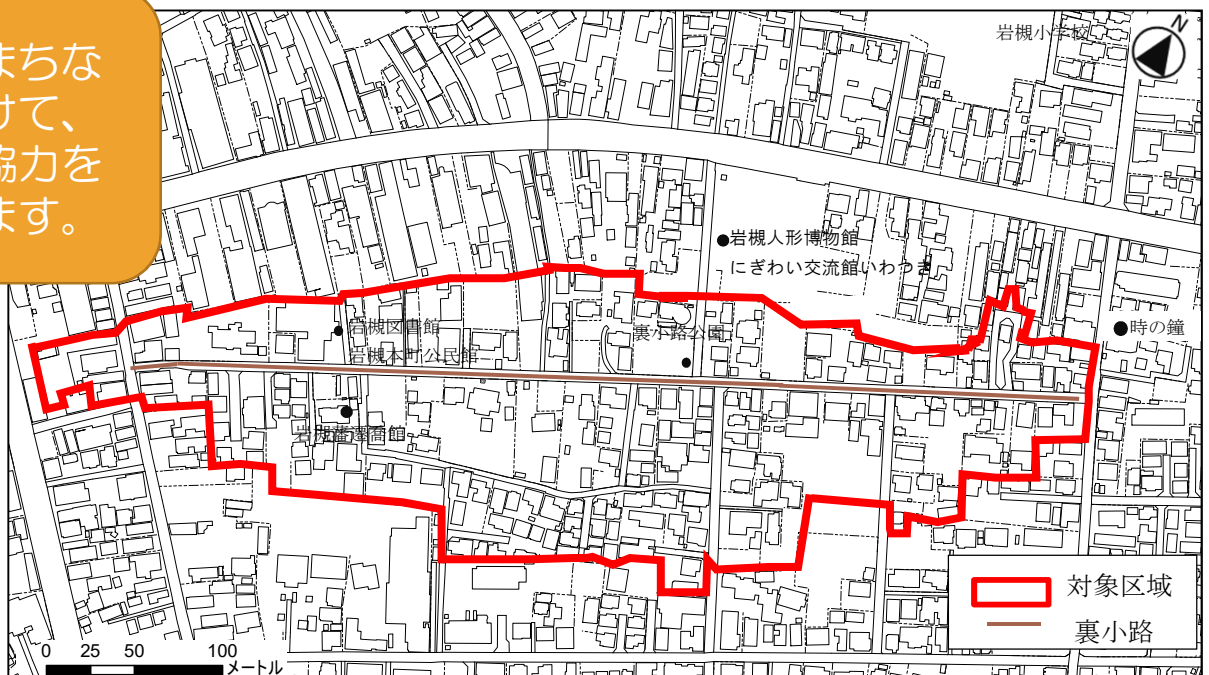 まちな
けて、
協力を
ます。
岩槻小学校
N
岩槻人形博物館
にぎわい交流館いわつき
時の鐘
岩槻図書館
岩槻本町公民館
裏小路公園
岩槻藩遷喬館
対象区域
裏小路
0 25 50 100
メートル